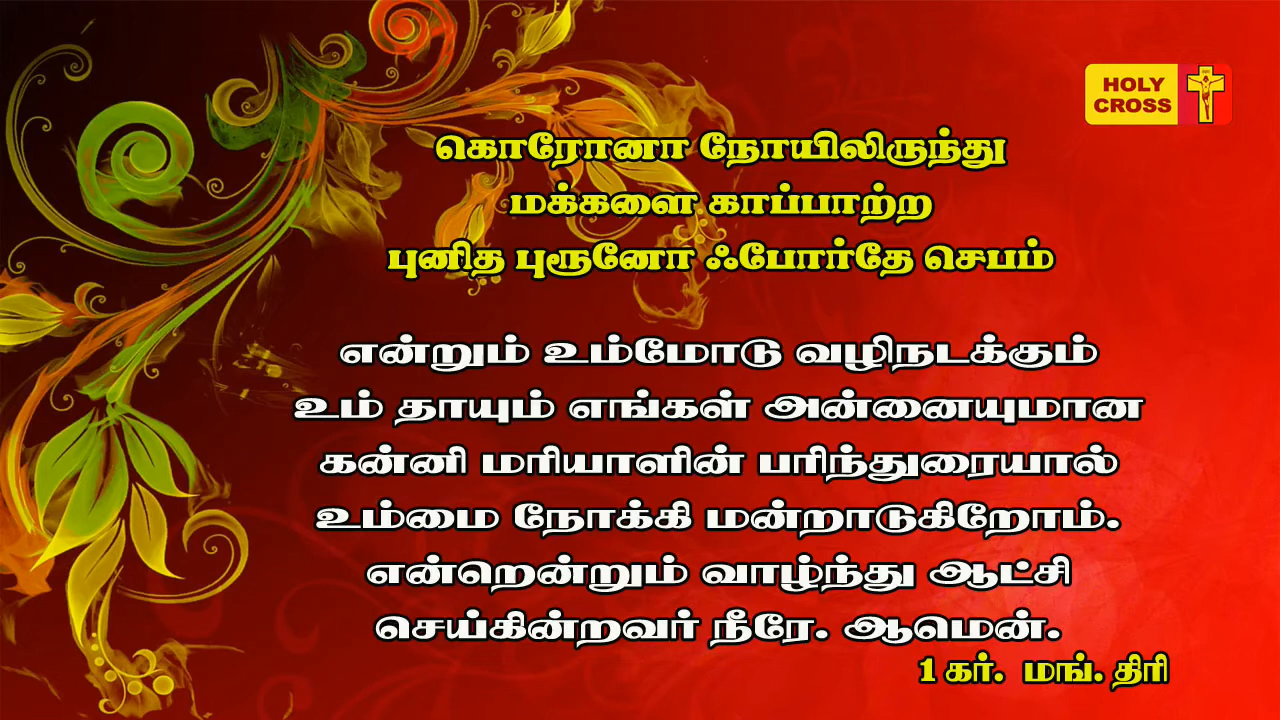 HOLY
CROSS
கொரோனா நோயிலிருந்து
மக்களை காப்பாற்ற
புனித புரூனோ ஃபோர்தே செபம்
என்றும் உம்மோடு வழிநடக்கும்
உம் தாயும் எங்கள் அன்னையுமான
கன்னி மரியாளின் பரிந்துரையால்
உம்மை நோக்கி மன்றாடுகிறோம்.
என்றென்றும் வாழ்ந்து ஆட்சி
செய்கின்றவர் நீரே. ஆமென்.
1 கர். மங். திரி